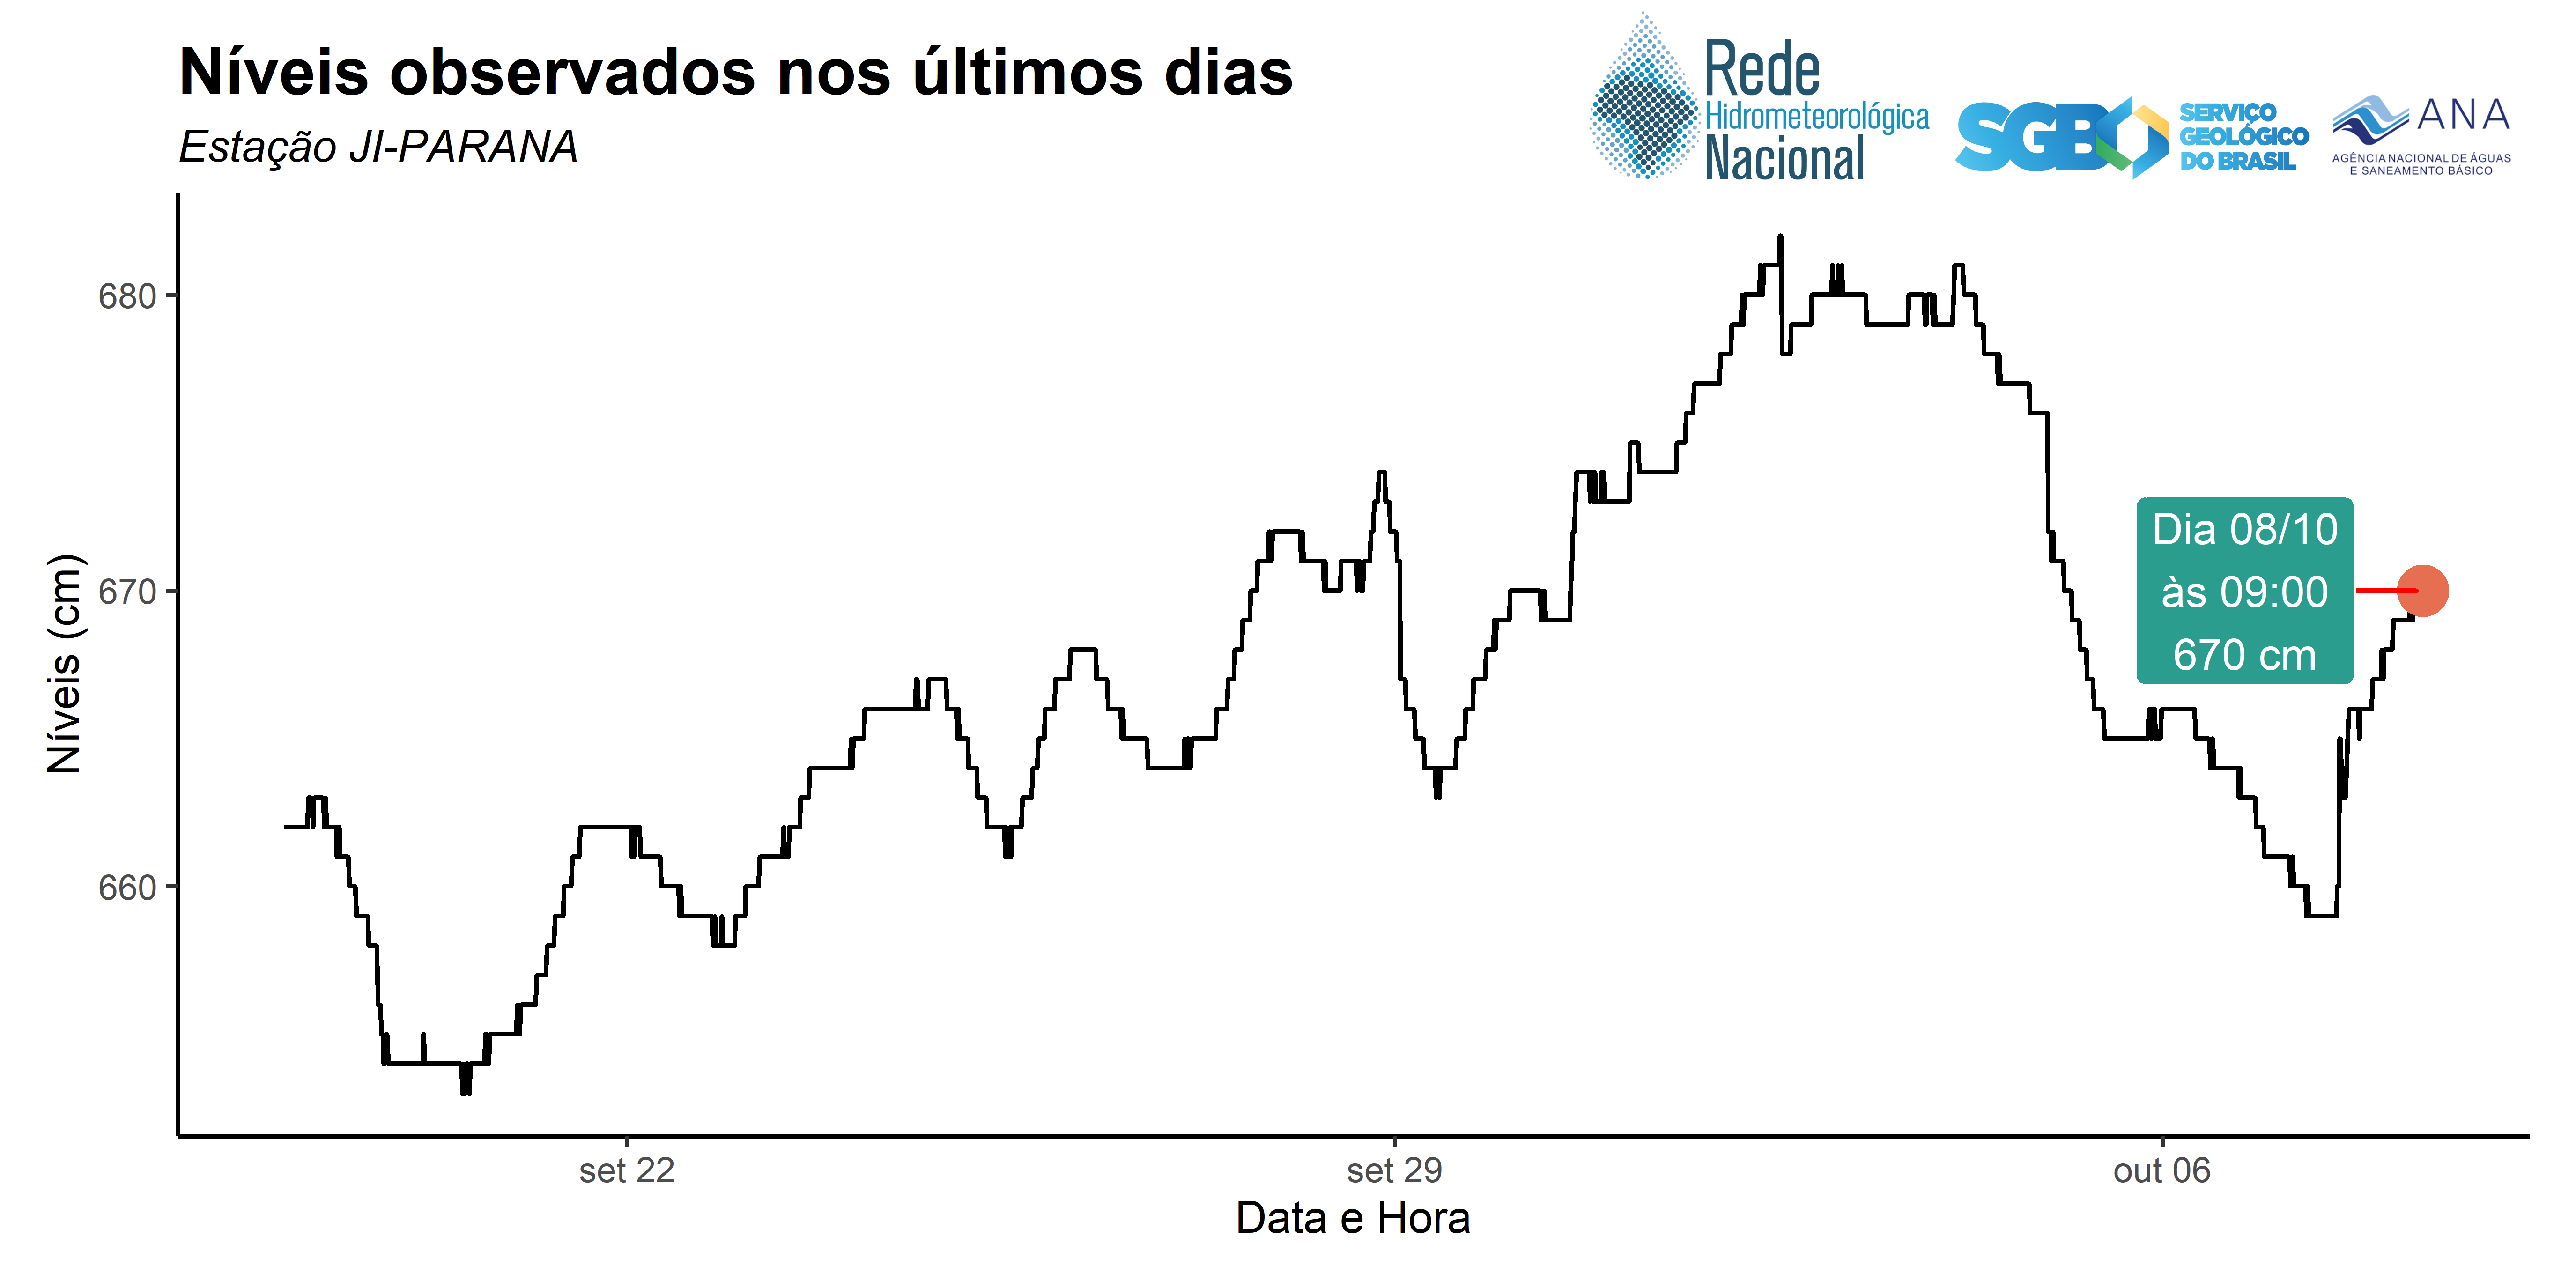 Níveis observados nos últimos dias
Estação JI-PARANA
Rede
Hidrometeorológica
Nacional
SGB
SERVIÇO
GEOLÓGICO
DO BRASIL
ANA
AGÊNCIA NACIONAL DE ÁGUAS
E SANEAMENTO BÁSICO
Níveis (cm)
680
670
660
Dia 08/10
às 09:00
670 cm
set 22
set 29
out 06
Data e Hora